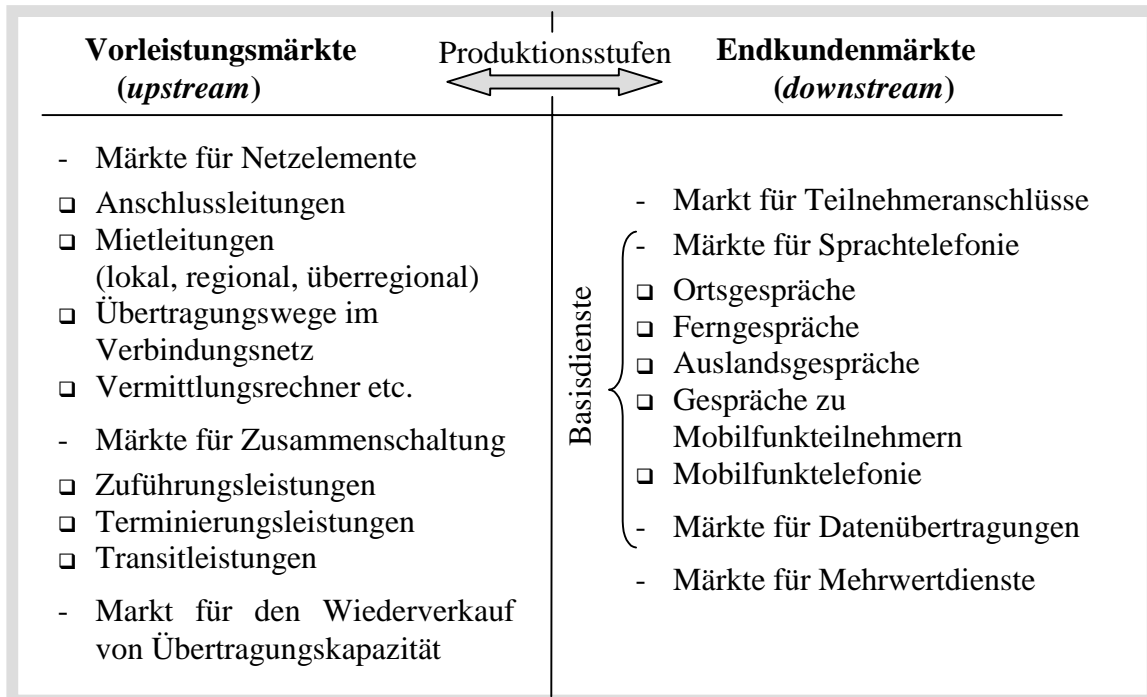 Vorleistungsmärkte
(upstream)
Produktionsstufen
Endkundenmärkte
(downstream)
- Märkte für Netzelemente
❑ Anschlussleitungen
❑ Mietleitungen
(lokal, regional, überregional)
❑ Übertragungswege im
Verbindungsnetz
❑ Vermittlungsrechner etc.
- Märkte für Zusammenschaltung
❑ Zuführungsleistungen
❑ Terminierungsleistungen
❑ Transitleistungen
- Markt für den Wiederverkauf
von Übertragungskapazität
- Markt für Teilnehmeranschlüsse
Basisdienste
- Märkte für Sprachtelefonie
❑ Ortsgespräche
❑ Ferngespräche
❑ Auslandsgespräche
❑ Gespräche zu
Mobilfunkteilnehmern
❑ Mobilfunktelefonie
- Märkte für Datenübertragungen
- Märkte für Mehrwertdienste